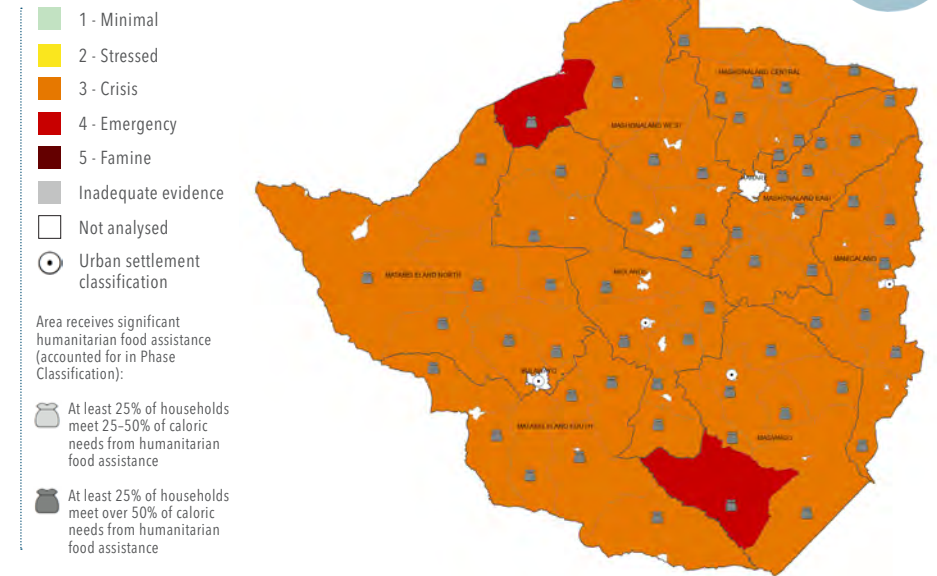 1 - Minimal
2 - Stressed
3 - Crisis
4 - Emergency
5 - Famine
Inadequate evidence
Not analysed
Urban settlement
classification
Area receives significant
humanitarian food assistance
(accounted for in Phase
Classification):
At least 25% of households
meet 25–50% of caloric
needs from humanitarian
food assistance
At least 25% of households
meet over 50% of caloric
needs from humanitarian
food assistance
MASHONALAND CENTRAL
MASHONALAND WEST
HARARE
MASHONALAND EAST
MANICALAND
MATABELELAND NORTH
MIDLANDS
BULAWAYO
MATABELELAND SOUTH
MASVINGO